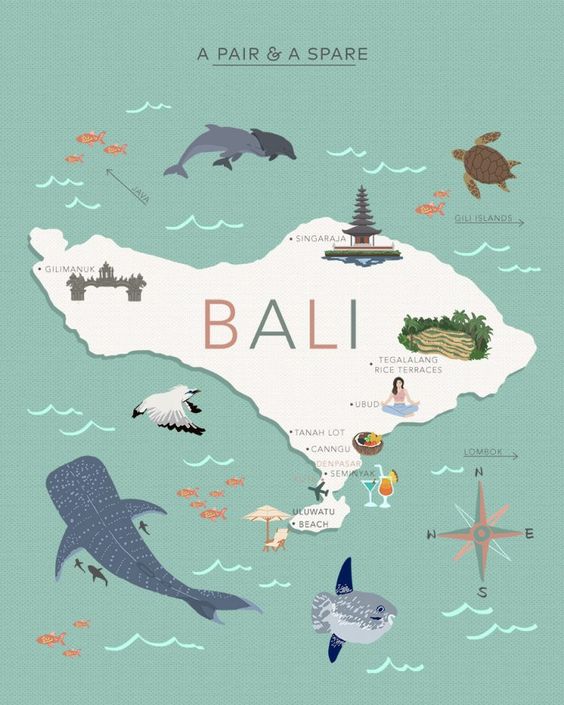 A PAIR & A SPARE
JAVA
GILI ISLANDS
SINGARAJA
GILIMANUK
BALI
TEGALALANG
RICE TERRACES
UBUD
TANAH LOT
CANNGU
DENPASAR
SEMINYAK
LOMBOK
ULUWATU
BEACH
N
W
E
S